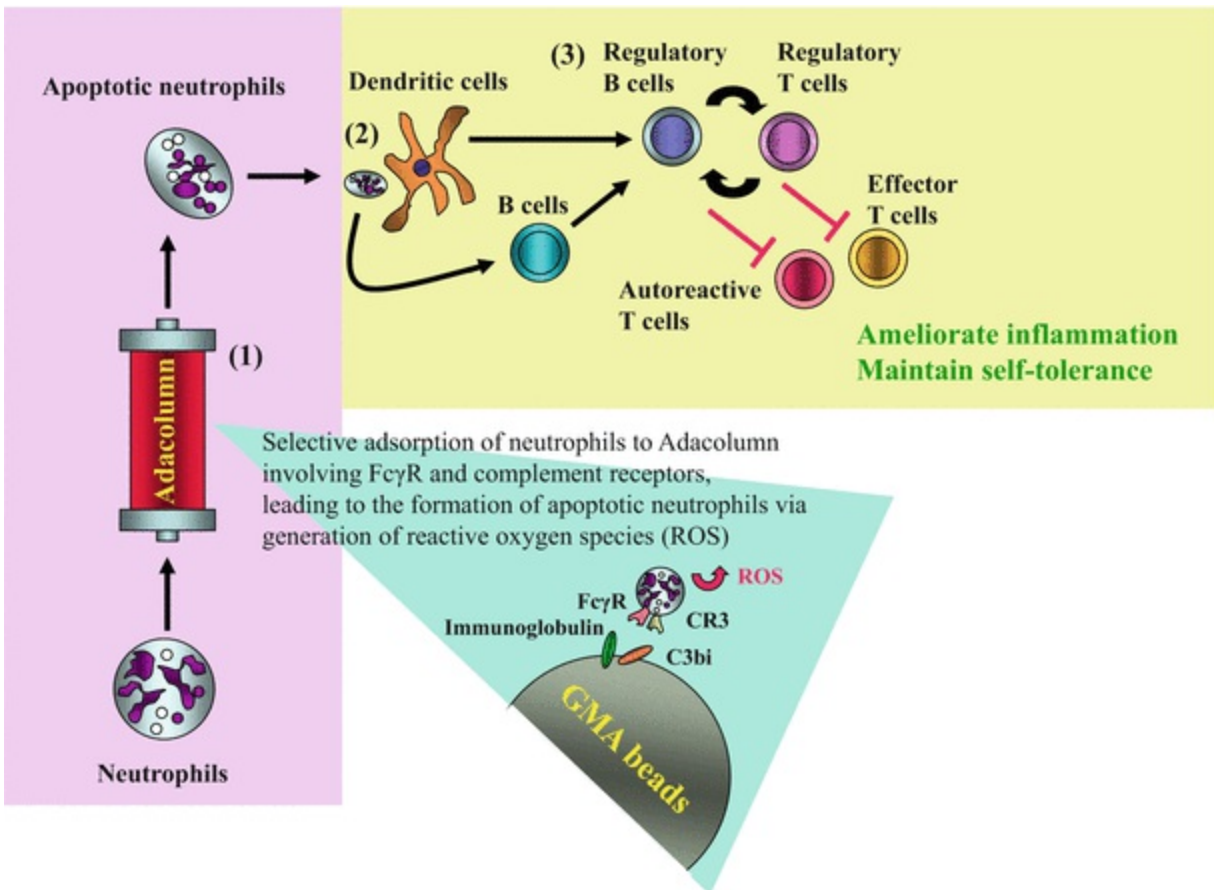 Apoptotic neutrophils
Dendritic cells
(2)
(3)
Regulatory
B cells
Regulatory
T cells
B cells
Effector
T cells
Autoreactive
T cells
Ameliorate inflammation
Maintain self-tolerance
(1)
Adacolumn
Neutrophils
Selective adsorption of neutrophils to Adacolumn
involving FcγR and complement receptors,
leading to the formation of apoptotic neutrophils via
generation of reactive oxygen species (ROS)
ROS
FcγR
CR3
Immunoglobulin
C3bi
GMA beads